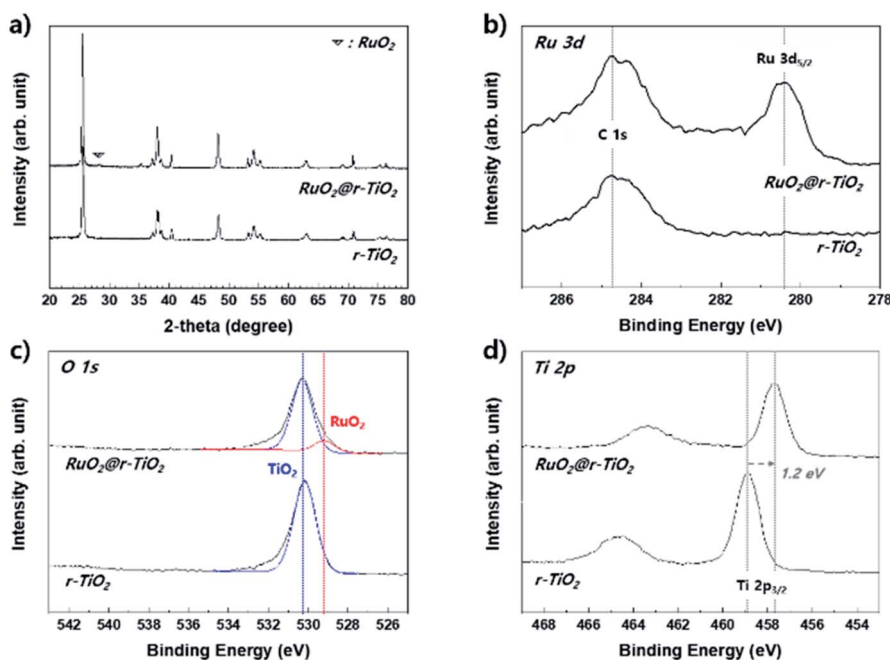 a)
▼: RuO₂
RuO₂@r-TiO₂
r-TiO₂
Intensity (arb. unit)
20 25 30 35 40 45 50 55 60 65 70 75 80
2-theta (degree)
b)
Ru 3d
Ru 3d₅/₂
C 1s
RuO₂@r-TiO₂
r-TiO₂
Intensity (arb. unit)
286 284 282 280 278
Binding Energy (eV)
c)
O 1s
RuO₂
RuO₂@r-TiO₂
TiO₂
r-TiO₂
Intensity (arb. unit)
542 540 538 536 534 532 530 528 526
Binding Energy (eV)
d)
Ti 2p
RuO₂@r-TiO₂
1.2 eV
r-TiO₂
Ti 2p₃/₂
Intensity (arb. unit)
Intensity (arb. unit)
468 466 464 462 460 458 456 454
Binding Energy (eV)